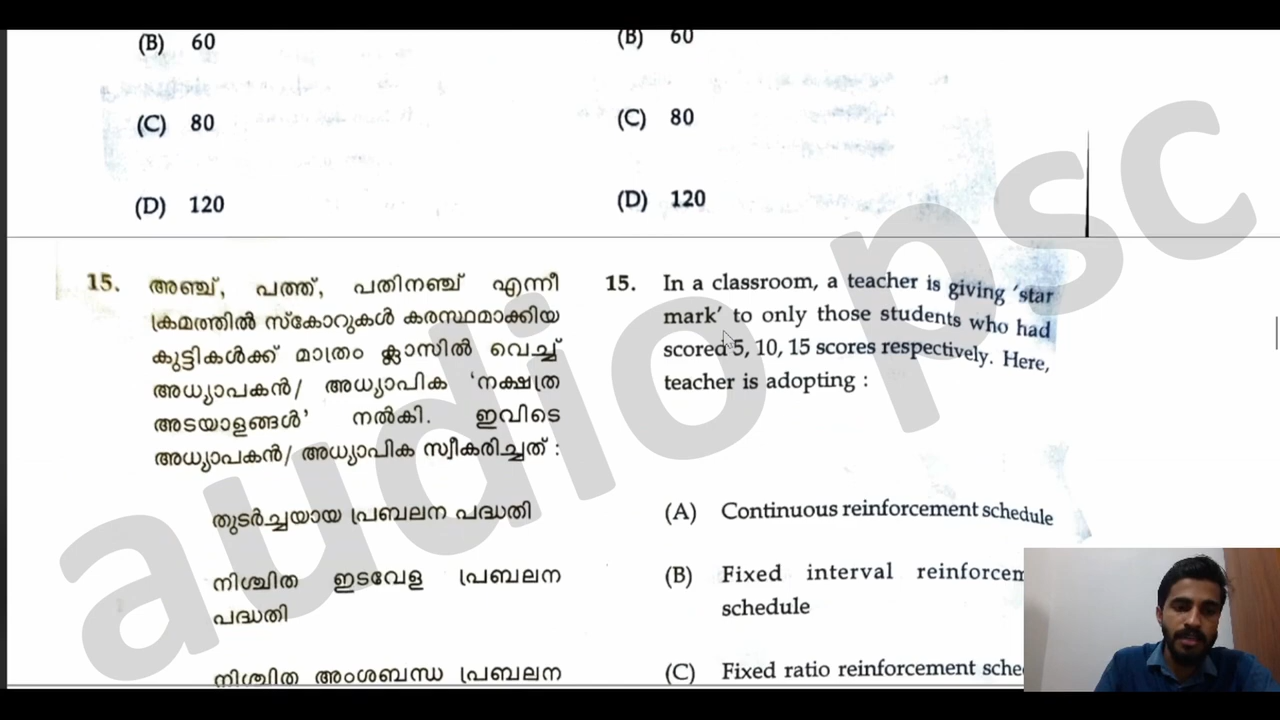 (B) 60
(C) 80
(D) 120
15. അഞ്ച്, പത്ത്, പതിനഞ്ച് എന്നീ
ക്രമത്തിൽ സ്കോറുകൾ കരസ്ഥമാക്കിയ
കുട്ടികൾക്ക് മാത്രം ക്ലാസിൽ വെച്ച്
അധ്യാപകൻ/ അധ്യാപിക 'നക്ഷത്ര
അടയാളങ്ങൾ' നൽകി. ഇവിടെ
അധ്യാപകൻ/ അധ്യാപിക സ്വീകരിച്ചത് :
തുടർച്ചയായ പ്രബലന പദ്ധതി
നിശ്ചിത ഇടവേള പ്രബലന
പദ്ധതി
നിശ്ചിത അംശബന്ധ പ്രബലന
(B) 60
(C) 80
(D) 120
15. In a classroom, a teacher is giving 'star
mark' to only those students who had
scored 5, 10, 15 scores respectively. Here,
teacher is adopting :
(A) Continuous reinforcement schedule
(B) Fixed interval reinforcem
schedule
(C) Fixed ratio reinforcement sche
audio psc